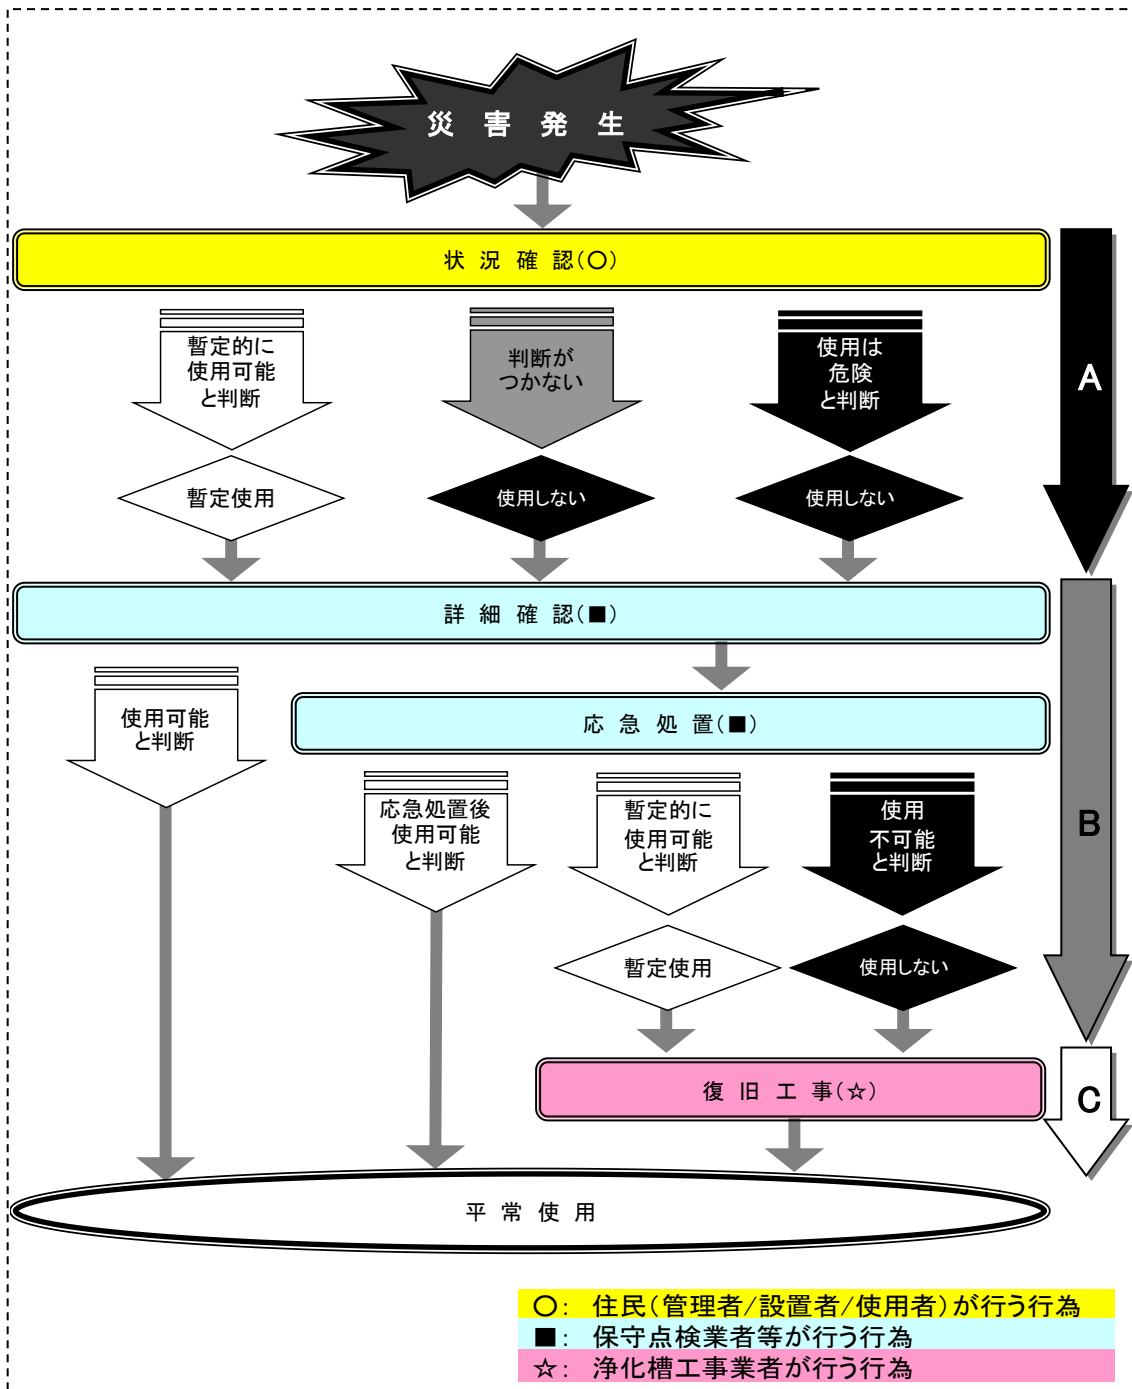 災 害 発 生
状 況 確 認(○)
暫定的に
使用可能
と判断
判断が
つかない
使用は
危険
と判断
A
暫定使用
使用しない
使用しない
詳 細 確 認(■)
使用可能
と判断
応 急 処 置(■)
応急処置後
使用可能
と判断
暫定的に
使用可能
と判断
使用
不可能
と判断
B
暫定使用
使用しない
復 旧 工 事(☆)
C
平 常 使 用
○: 住民(管理者/設置者/使用者)が行う行為
■: 保守点検業者等が行う行為
☆: 浄化槽工事業者が行う行為